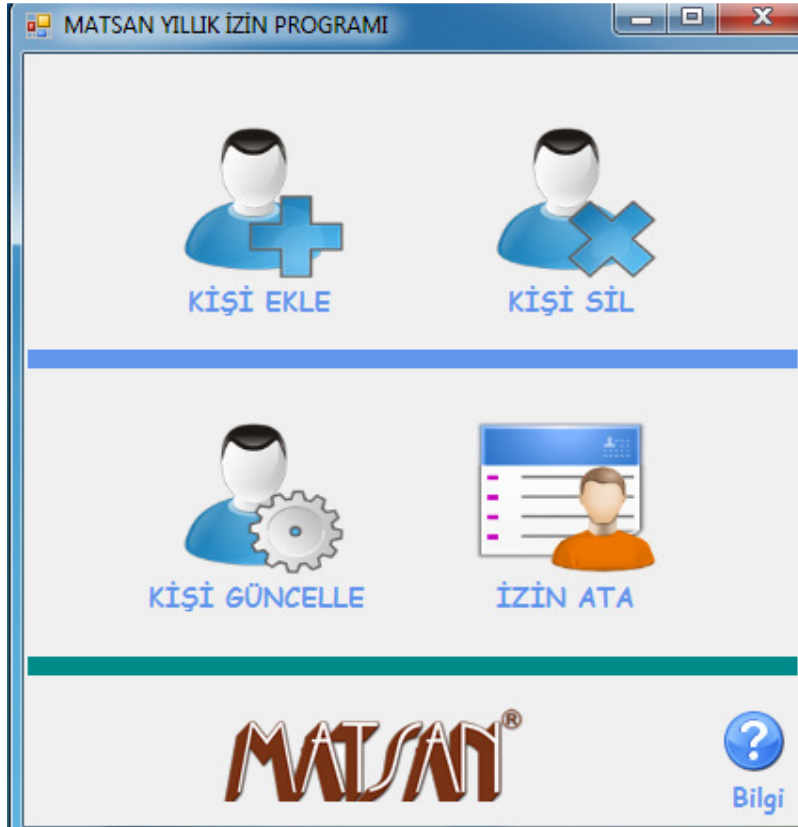 MATSAN YILLIK İZİN PROGRAMI
KİŞİ EKLE
KİŞİ SİL
KİŞİ GÜNCELLE
İZİN ATA
MATSAN®
?
Bilgi